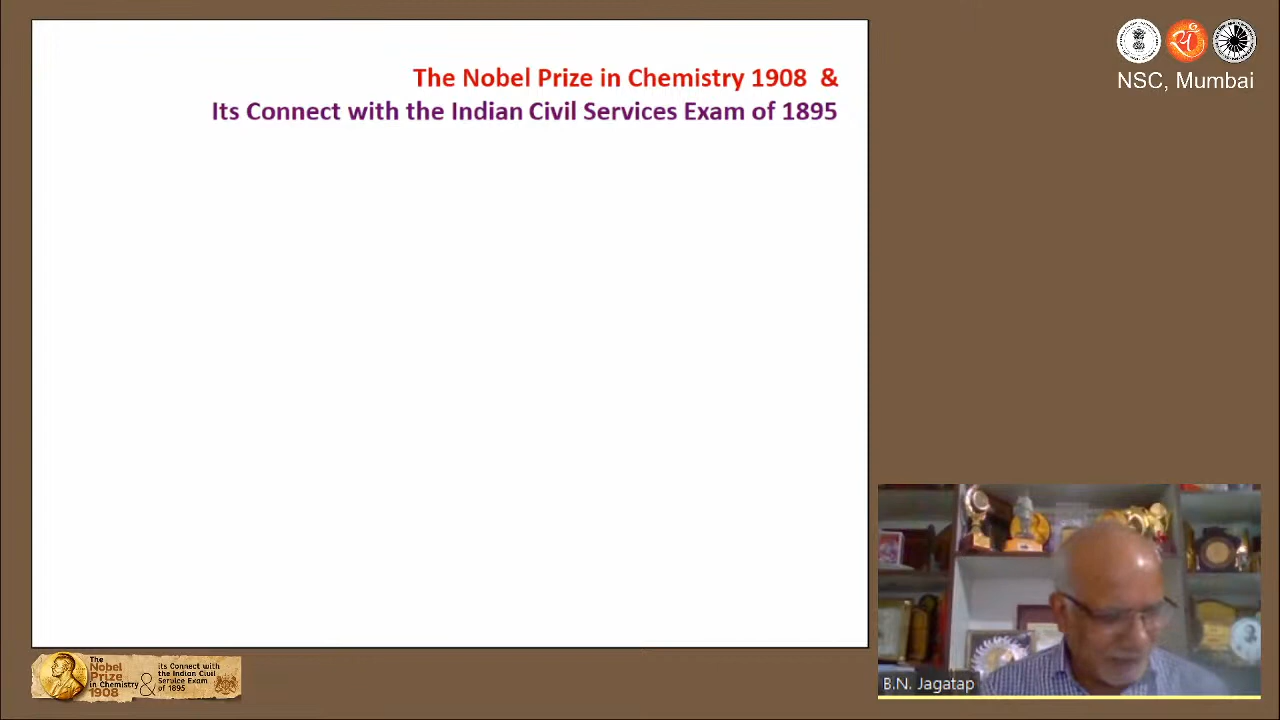 The Nobel Prize in Chemistry 1908 &
Its Connect with the Indian Civil Services Exam of 1895
NSC, Mumbai
B.N. Jagatap
The
Nobel
Prize
in Chemistry
1908
&
its Connect with
the Indian Civil
Service Exam
of 1895